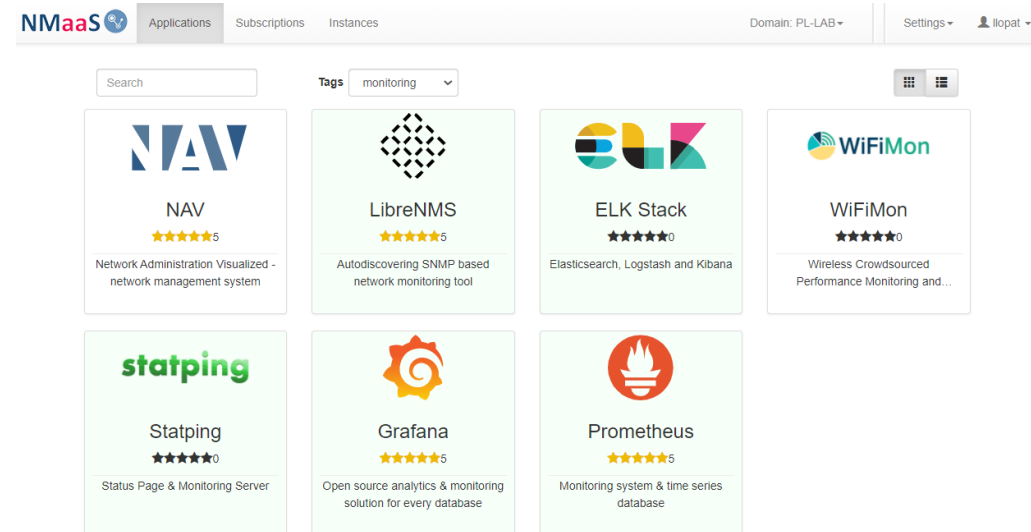 NMaaS Applications Subscriptions Instances Domain: PL-LAB Settings llopat
Search Tags monitoring
NAV ELK WiFiMon
NAV LibreNMS ELK Stack WiFiMon
5 5 0 0
Network Administration Visualized - Autodiscovering SNMP based Elasticsearch, Logstash and Kibana Wireless Crowdsourced
network management system network monitoring tool Performance Monitoring and...
statping
Statping Grafana Prometheus
0 5 5
Status Page & Monitoring Server Open source analytics & monitoring Monitoring system & time series
solution for every database database